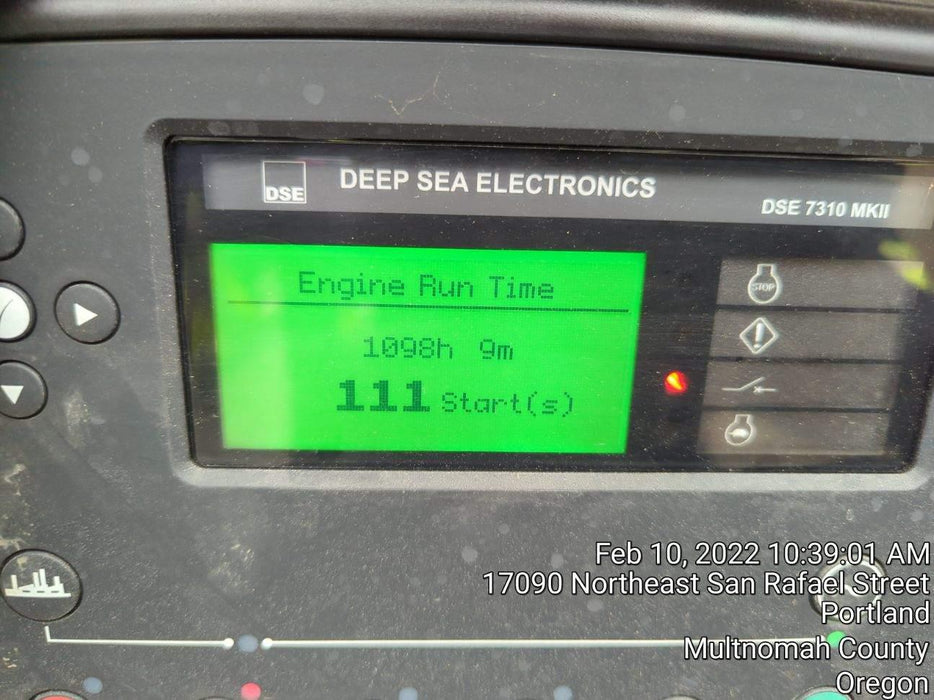 DSE
DEEP SEA ELECTRONICS
DSE 7310 MKII
Engine Run Time
1098h 9m
111 Start(s)
STOP
Feb 10, 2022 10:39:01 AM
17090 Northeast San Rafael Street
Portland
Multnomah County
Oregon